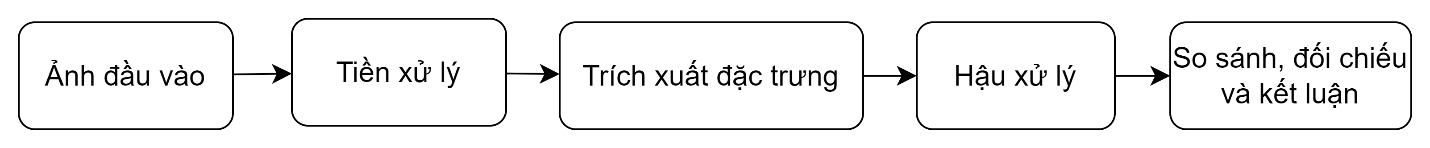 Ảnh đầu vào
Tiền xử lý
Trích xuất đặc trưng
Hậu xử lý
So sánh, đối chiếu
và kết luận